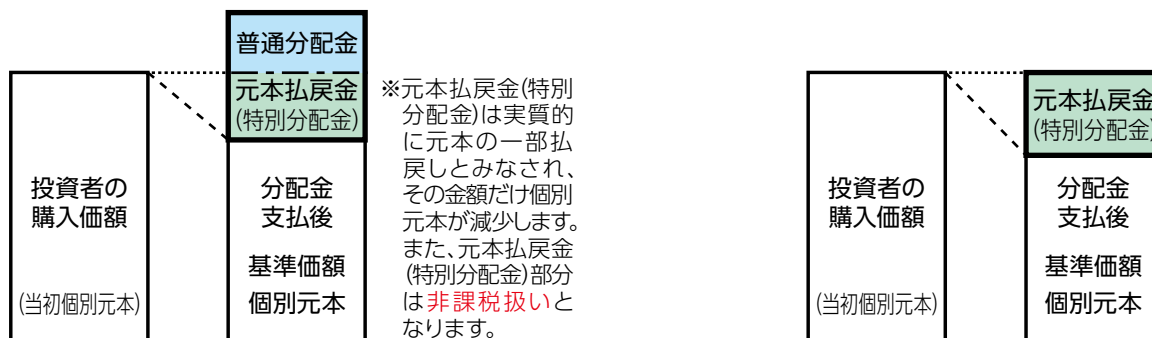 普通分配金
元本払戻金
(特別分配金)
投資者の
購入価額
(当初個別元本)
分配金
支払後
基準価額
個別元本
※元本払戻金(特別
分配金)は実質的
に元本の一部払
戻しとみなされ、
その金額だけ個別
元本が減少します。
また、元本払戻金
(特別分配金)部分
は非課税扱いと
なります。
元本払戻金
(特別分配金)
投資者の
購入価額
(当初個別元本)
分配金
支払後
基準価額
個別元本